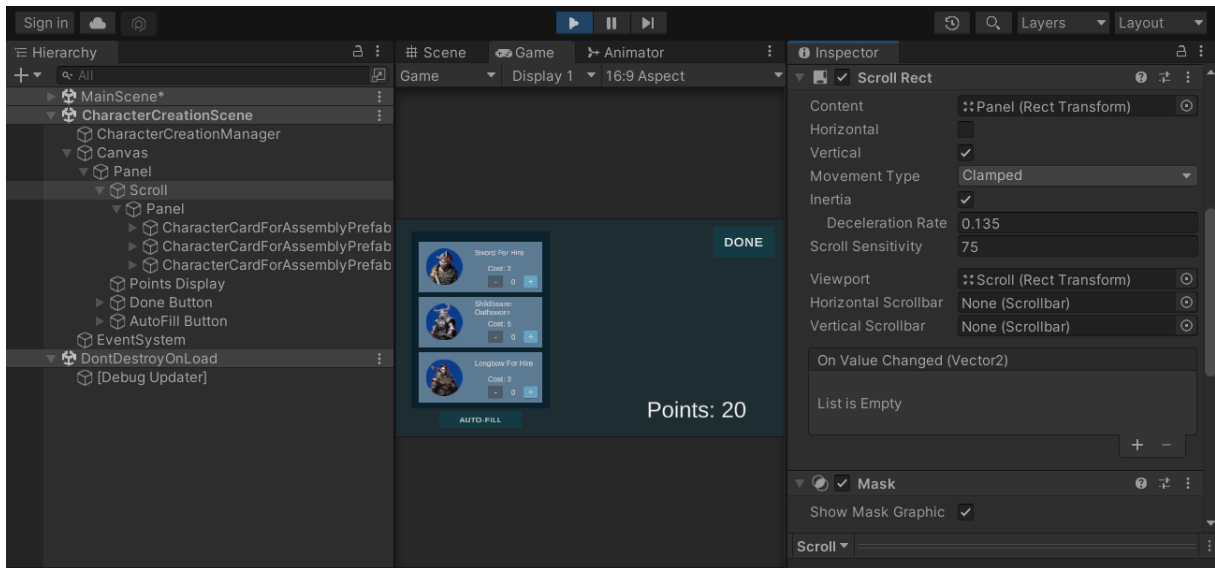 Sign in
Layers
Layout
Hierarchy
All
MainScene*
CharacterCreationScene
CharacterCreationManager
Canvas
Panel
Scroll
Panel
CharacterCardForAssemblyPrefab
CharacterCardForAssemblyPrefab
CharacterCardForAssemblyPrefab
Points Display
Done Button
AutoFill Button
EventSystem
DontDestroyOnLoad
[Debug Updater]
Scene Game Animator
Game Display 1 16:9 Aspect
DONE
Sword For Hire
Cost: 2
- 0 +
Shildbearer
Oathsworn
Cost: 5
- 0 +
Longbow For Hire
Cost: 3
- 0 +
AUTO-FILL
Points: 20
Inspector
Scroll Rect
Content Panel (Rect Transform)
Horizontal
Vertical
Movement Type Clamped
Inertia
Deceleration Rate 0.135
Scroll Sensitivity 75
Viewport Scroll (Rect Transform)
Horizontal Scrollbar None (Scrollbar)
Vertical Scrollbar None (Scrollbar)
On Value Changed (Vector2)
List is Empty
+ −
Mask
Show Mask Graphic
Scroll